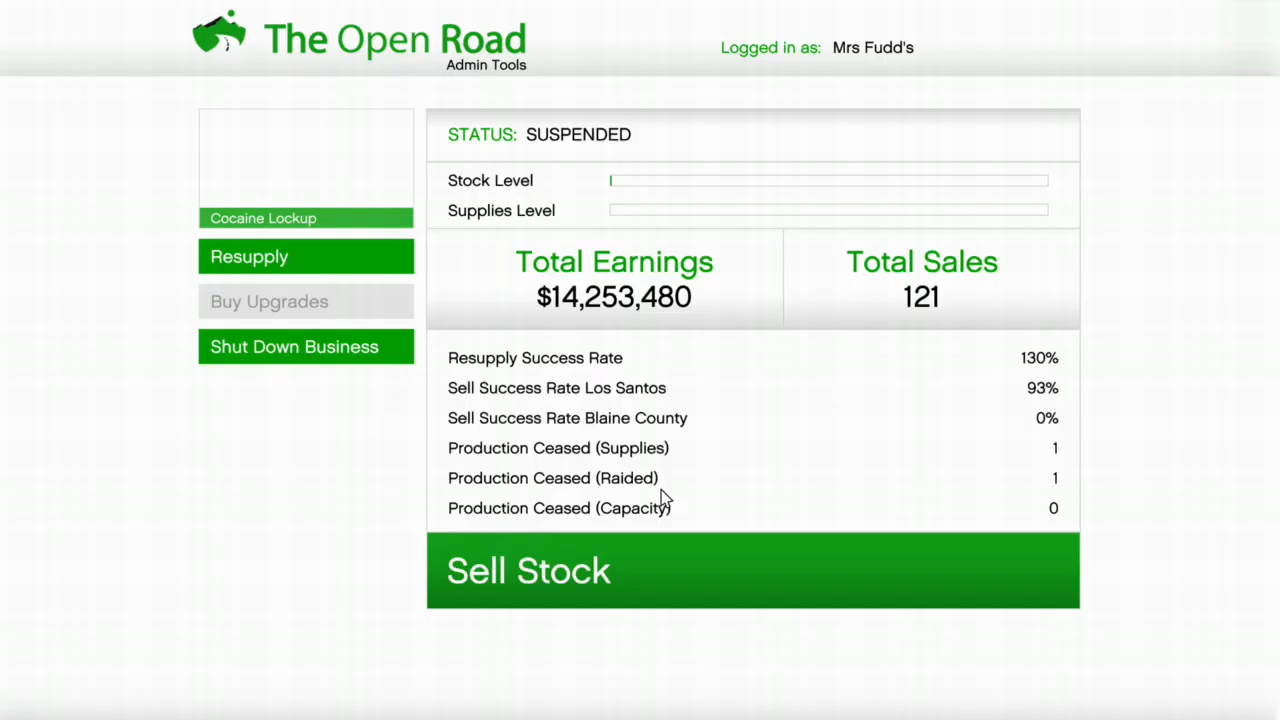 The Open Road
Admin Tools
Logged in as: Mrs Fudd's
Cocaine Lockup
Resupply
Buy Upgrades
Shut Down Business
STATUS: SUSPENDED
Stock Level
Supplies Level
Total Earnings
$14,253,480
Total Sales
121
Resupply Success Rate 130%
Sell Success Rate Los Santos 93%
Sell Success Rate Blaine County 0%
Production Ceased (Supplies) 1
Production Ceased (Raided) 1
Production Ceased (Capacity) 0
Sell Stock